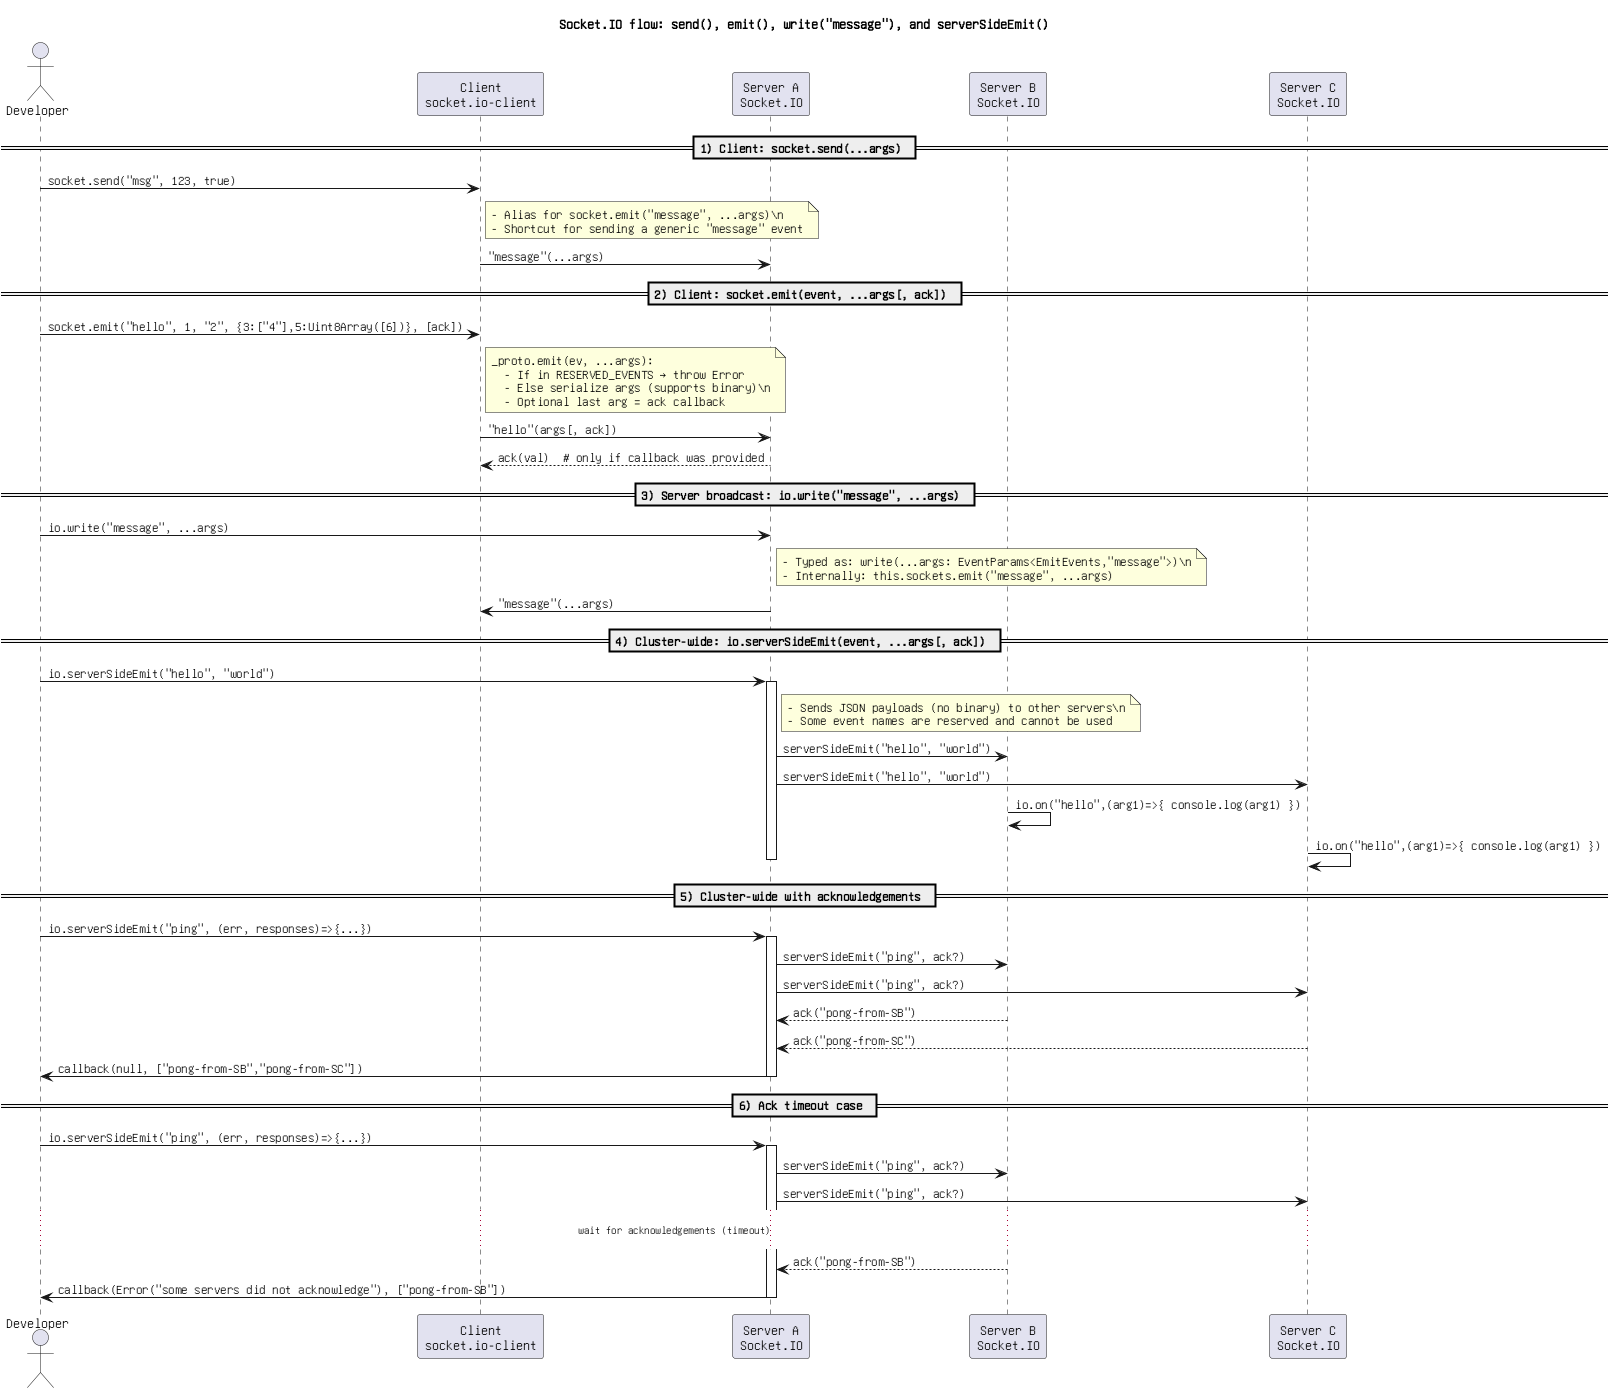 Socket.IO flow: send(), emit(), write("message"), and serverSideEmit()
Developer
Client
socket.io-client
Server A
Socket.IO
Server B
Socket.IO
Server C
Socket.IO
1) Client: socket.send(...args)
socket.send("msg", 123, true)
- Alias for socket.emit("message", ...args)\n
- Shortcut for sending a generic "message" event
"message"(...args)
2) Client: socket.emit(event, ...args[, ack])
socket.emit("hello", 1, "2", {3:["4"],5:Uint8Array([6])}, [ack])
_proto.emit(ev, ...args):
- If in RESERVED_EVENTS → throw Error
- Else serialize args (supports binary)\n
- Optional last arg = ack callback
"hello"(args[, ack])
ack(val)  # only if callback was provided
3) Server broadcast: io.write("message", ...args)
io.write("message", ...args)
- Typed as: write(...args: EventParams<EmitEvents,"message">)\n
- Internally: this.sockets.emit("message", ...args)
"message"(...args)
4) Cluster-wide: io.serverSideEmit(event, ...args[, ack])
io.serverSideEmit("hello", "world")
- Sends JSON payloads (no binary) to other servers\n
- Some event names are reserved and cannot be used
serverSideEmit("hello", "world")
serverSideEmit("hello", "world")
io.on("hello",(arg1)=>{ console.log(arg1) })
io.on("hello",(arg1)=>{ console.log(arg1) })
5) Cluster-wide with acknowledgements
io.serverSideEmit("ping", (err, responses)=>{...})
serverSideEmit("ping", ack?)
serverSideEmit("ping", ack?)
ack("pong-from-SB")
ack("pong-from-SC")
callback(null, ["pong-from-SB","pong-from-SC"])
6) Ack timeout case
io.serverSideEmit("ping", (err, responses)=>{...})
serverSideEmit("ping", ack?)
serverSideEmit("ping", ack?)
wait for acknowledgements (timeout)
ack("pong-from-SB")
callback(Error("some servers did not acknowledge"), ["pong-from-SB"])
Developer
Client
socket.io-client
Server A
Socket.IO
Server B
Socket.IO
Server C
Socket.IO